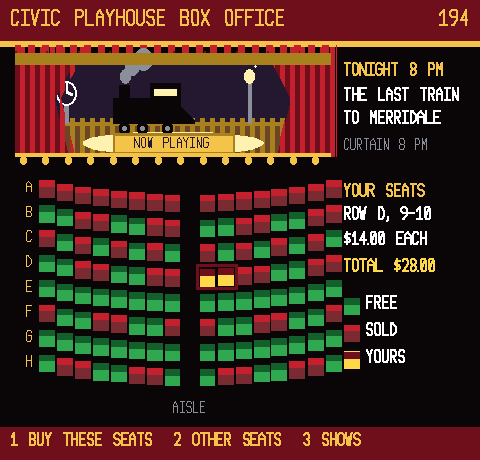 CIVIC PLAYHOUSE BOX OFFICE 194
NOW PLAYING
TONIGHT 8 PM
THE LAST TRAIN
TO MERRIDALE
CURTAIN 8 PM
A
B
C
D
E
F
G
H
YOUR SEATS
ROW D, 9-10
$14.00 EACH
TOTAL $28.00
FREE
SOLD
YOURS
AISLE
1 BUY THESE SEATS 2 OTHER SEATS 3 SHOWS